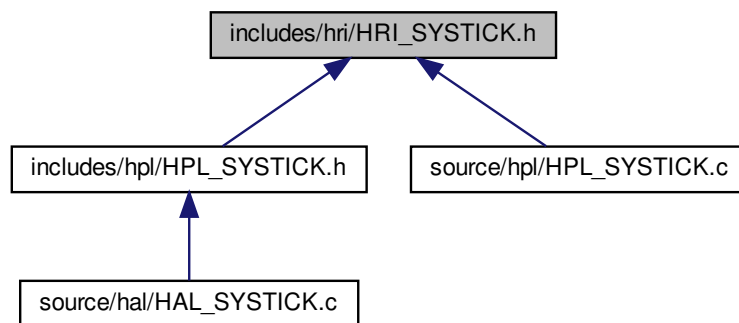 includes/hri/HRI_SYSTICK.h
includes/hpl/HPL_SYSTICK.h
source/hpl/HPL_SYSTICK.c
source/hal/HAL_SYSTICK.c